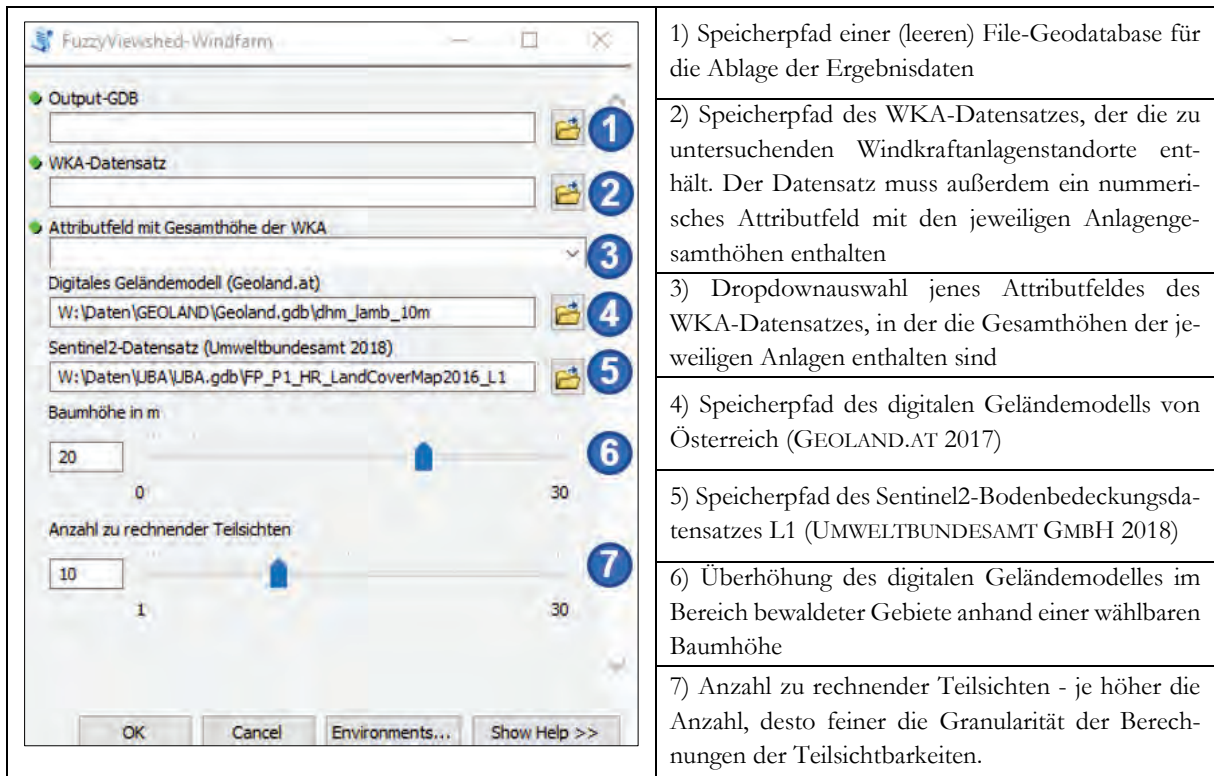 FuzzyViewshed-Windfarm
Output-GDB
1
WKA-Datensatz
2
Attributfeld mit Gesamthöhe der WKA
3
Digitales Geländemodell (Geoland.at)
W:\Daten\GEOLAND\Geoland.gdb\dhm_lamb_10m
4
Sentinel2-Datensatz (Umweltbundesamt 2018)
W:\Daten\UBA\UBA.gdb\FP_P1_HR_LandCoverMap2016_L1
5
Baumhöhe in m
20
6
0 30
Anzahl zu rechnender Teilsichten
10
7
1 30
OK Cancel Environments... Show Help >>
1) Speicherpfad einer (leeren) File-Geodatabase für
die Ablage der Ergebnisdaten
2) Speicherpfad des WKA-Datensatzes, der die zu
untersuchenden Windkraftanlagenstandorte ent-
hält. Der Datensatz muss außerdem ein nummeri-
sches Attributfeld mit den jeweiligen Anlagenge-
samthöhen enthalten
3) Dropdownauswahl jenes Attributfeldes des
WKA-Datensatzes, in der die Gesamthöhen der je-
weiligen Anlagen enthalten sind
4) Speicherpfad des digitalen Geländemodells von
Österreich (GEOLAND.AT 2017)
5) Speicherpfad des Sentinel2-Bodenbedeckungsda-
tensatzes L1 (UMWELTBUNDESAMT GMBH 2018)
6) Überhöhung des digitalen Geländemodelles im
Bereich bewaldeter Gebiete anhand einer wählbaren
Baumhöhe
7) Anzahl zu rechnender Teilsichten - je höher die
Anzahl, desto feiner die Granularität der Berech-
nungen der Teilsichtbarkeiten.